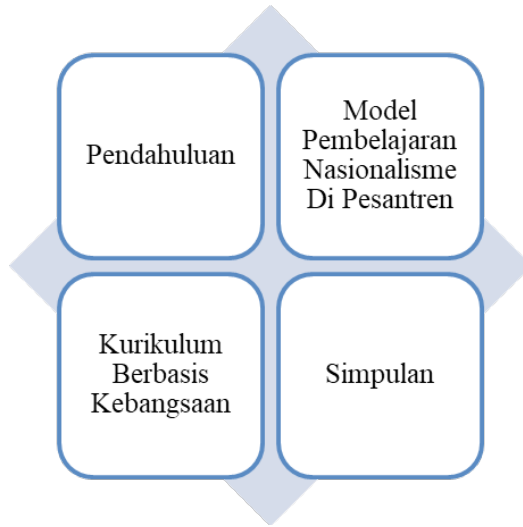 Pendahuluan
Model
Pembelajaran
Nasionalisme
Di Pesantren
Kurikulum
Berbasis
Kebangsaan
Simpulan